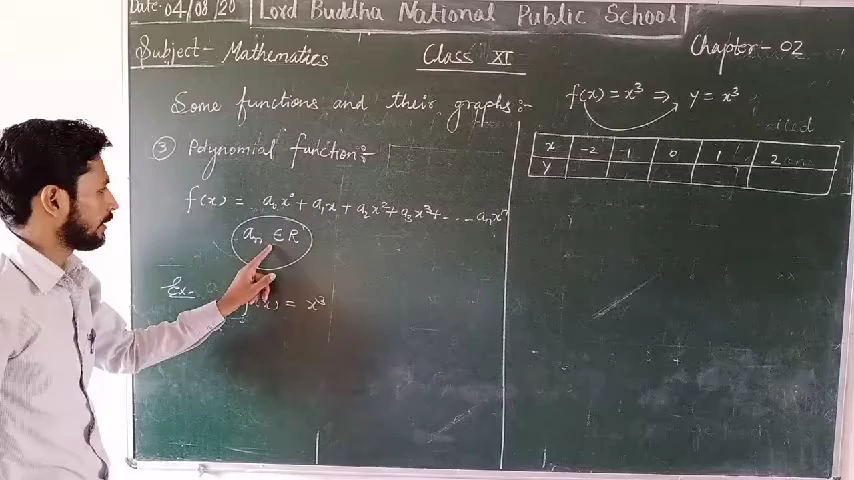 Date- 04/08/20 Lord Buddha National Public School
Subject- Mathematics Class XI Chapter- 02
Some functions and their graphs:-
③ Polynomial function:-
f(x) = a₀x⁰ + a₁x + a₂x² + a₃x³ + ---- aₙxⁿ
aₙ ∈ R
Ex-
f(x) = x³
f(x) = x³ ⇒ y = x³
x -2 -1 0 1 2
y